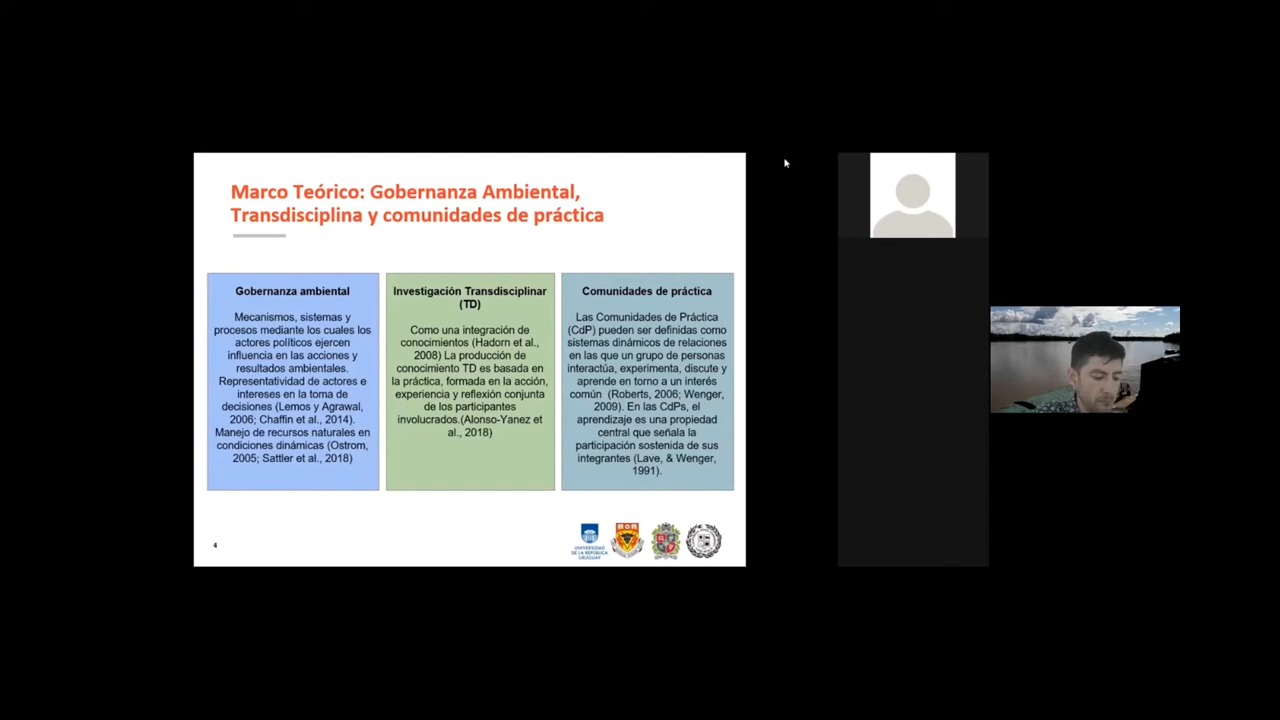 Marco Teórico: Gobernanza Ambiental,
Transdisciplina y comunidades de práctica
Gobernanza ambiental
Mecanismos, sistemas y
procesos mediante los cuales los
actores políticos ejercen
influencia en las acciones y
resultados ambientales.
Representatividad de actores e
intereses en la toma de
decisiones (Lemos y Agrawal,
2006; Chaffin et al., 2014).
Manejo de recursos naturales en
condiciones dinámicas (Ostrom,
2005; Sattler et al., 2018)
Investigación Transdisciplinar
(TD)
Como una integración de
conocimientos (Hadorn et al.,
2008) La producción de
conocimiento TD es basada en
la práctica, formada en la acción,
experiencia y reflexión conjunta
de los participantes
involucrados.(Alonso-Yanez et
al., 2018)
Comunidades de práctica
Las Comunidades de Práctica
(CdP) pueden ser definidas como
sistemas dinámicos de relaciones
en las que un grupo de personas
interactúa, experimenta, discute y
aprende en torno a un interés
común (Roberts, 2006; Wenger,
2009). En las CdPs, el
aprendizaje es una propiedad
central que señala la
participación sostenida de sus
integrantes (Lave, & Wenger,
1991).
4
UNIVERSIDAD
DE LA REPÚBLICA
URUGUAY